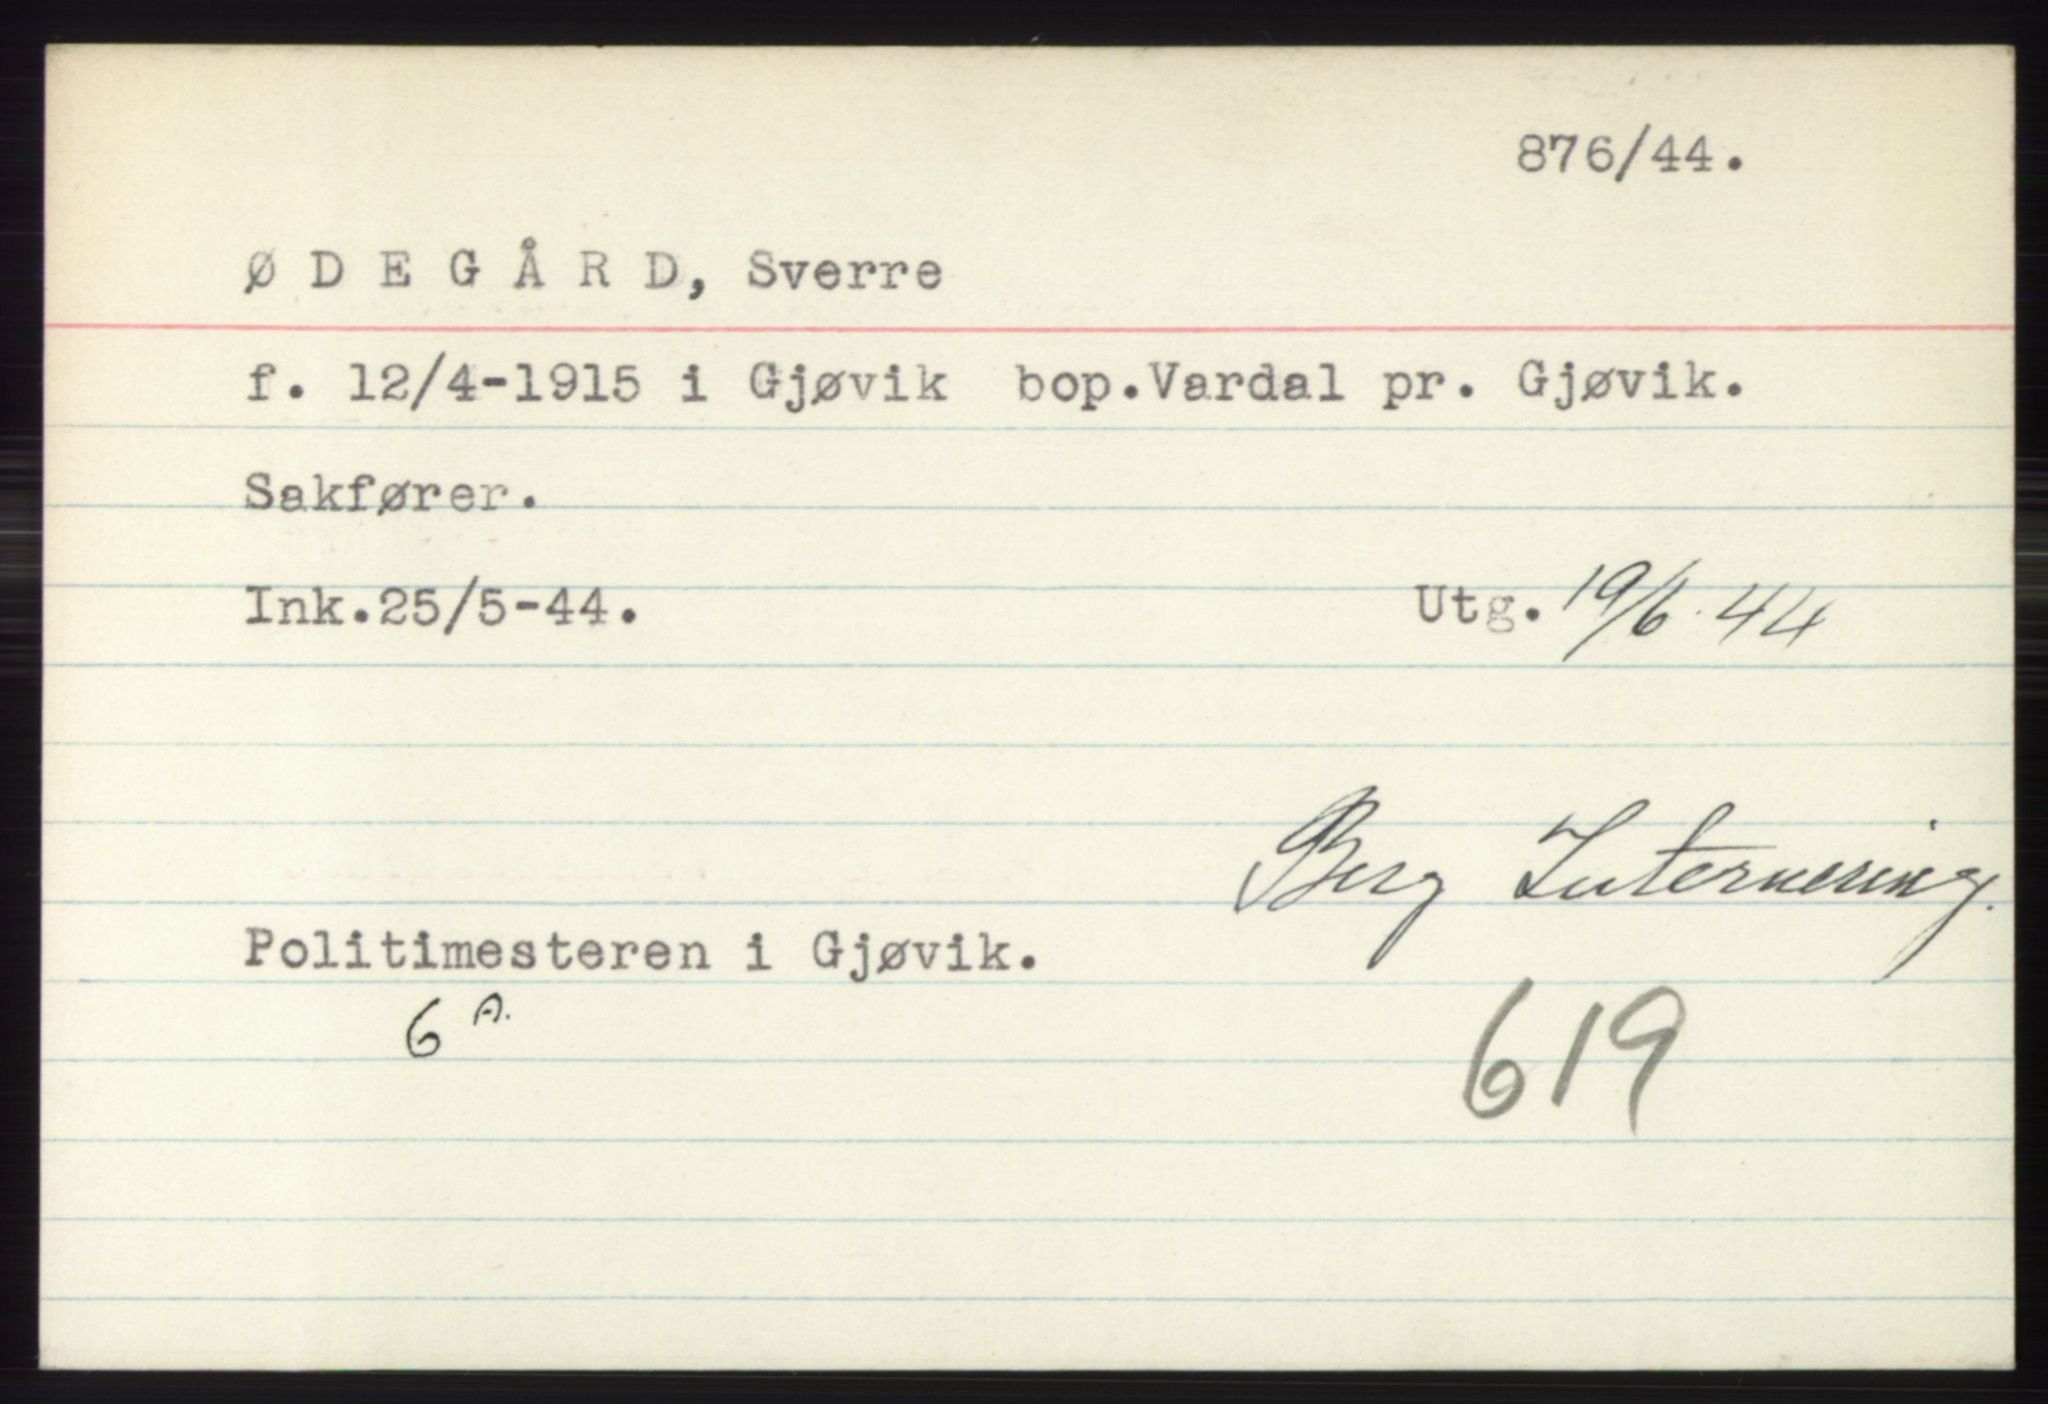 876/44.
Ø D E G Å R D, Sverre
f. 12/4-1915 i Gjøvik bop.Vardal pr. Gjøvik.
Sakfører.
Ink.25/5-44. Utg. 19/6.44
Berg Internering.
Politimesteren i Gjøvik.
6 A.
619